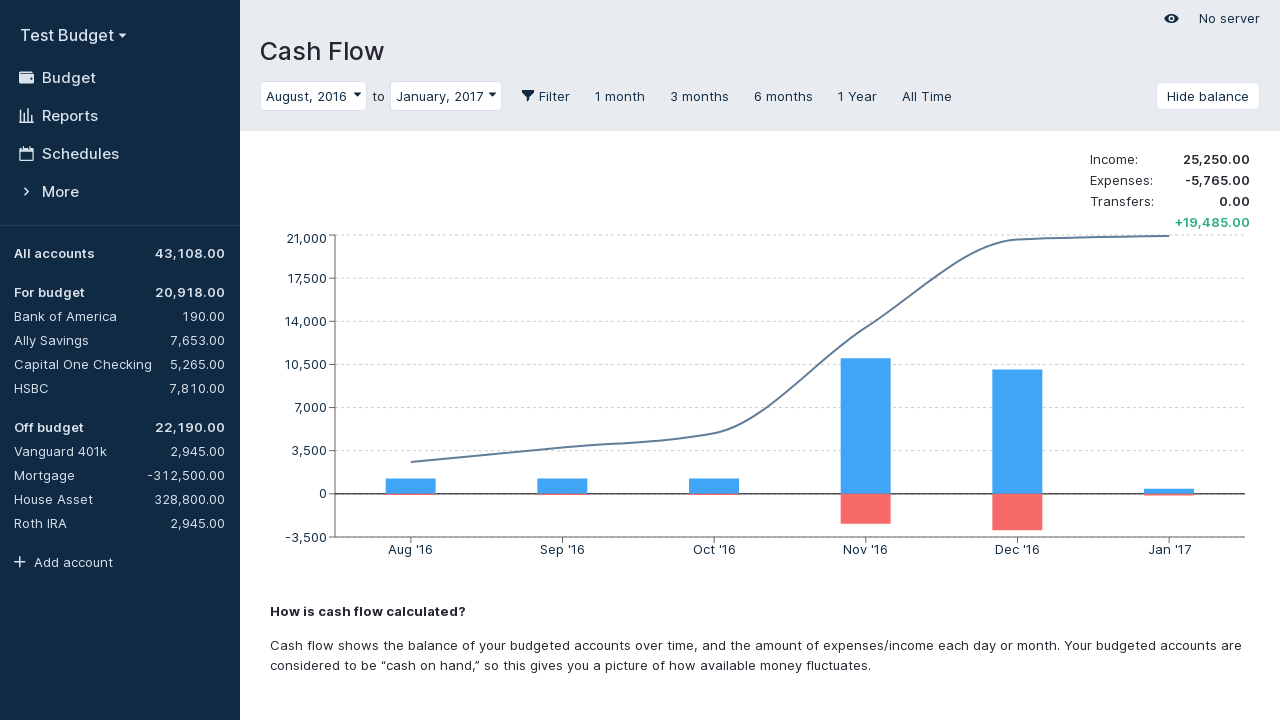 Test Budget
Budget
Reports
Schedules
More
All accounts 43,108.00
For budget 20,918.00
Bank of America 190.00
Ally Savings 7,653.00
Capital One Checking 5,265.00
HSBC 7,810.00
Off budget 22,190.00
Vanguard 401k 2,945.00
Mortgage -312,500.00
House Asset 328,800.00
Roth IRA 2,945.00
Add account
No server
Cash Flow
August, 2016 to January, 2017 Filter 1 month 3 months 6 months 1 Year All Time Hide balance
Income: 25,250.00
Expenses: -5,765.00
Transfers: 0.00
+19,485.00
21,000
17,500
14,000
10,500
7,000
3,500
0
-3,500
Aug '16 Sep '16 Oct '16 Nov '16 Dec '16 Jan '17
How is cash flow calculated?
Cash flow shows the balance of your budgeted accounts over time, and the amount of expenses/income each day or month. Your budgeted accounts are
considered to be “cash on hand,” so this gives you a picture of how available money fluctuates.